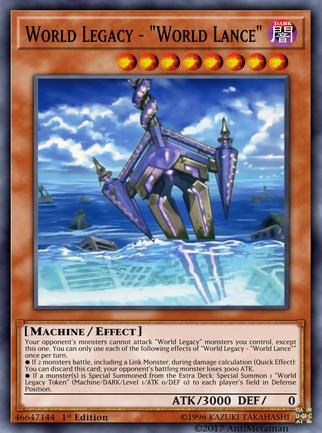 World Legacy - "World Lance"
DARK
闇
[Machine / Effect]
Your opponent's monsters cannot attack "World Legacy" monsters you control, except
this one. You can only use each of the following effects of "World Legacy - "World Lance""
once per turn.
● If 2 monsters battle, including a Link Monster, during damage calculation (Quick Effect):
You can discard this card; your opponent's battling monster loses 3000 ATK.
● If a monster(s) is Special Summoned from the Extra Deck: Special Summon 1 "World
Legacy Token" (Machine/DARK/Level 1/ATK 0/DEF 0) to each player's field in Defense
Position.
ATK/3000 DEF/ 0
46647144 1st Edition ©1996 KAZUKI TAKAHASHI
©2017 AntiMetaman